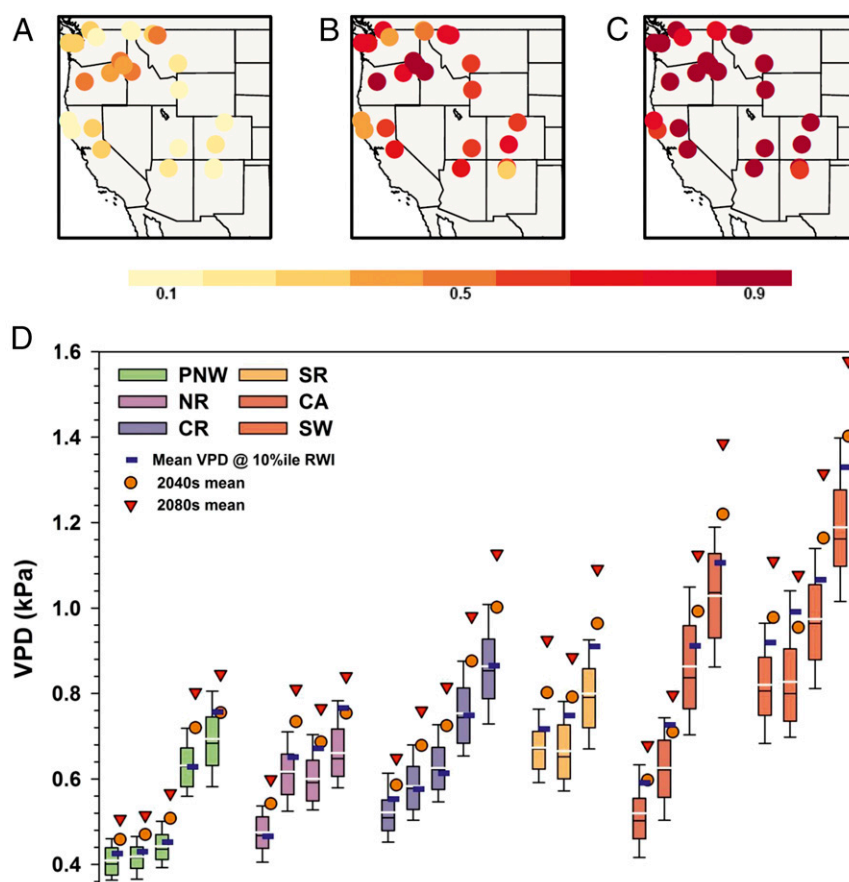 A B C
0.1 0.5 0.9
D
1.6
1.4
1.2
1.0
0.8
0.6
0.4
VPD (kPa)
PNW SR
NR CA
CR SW
Mean VPD @ 10%ile RWI
2040s mean
2080s mean